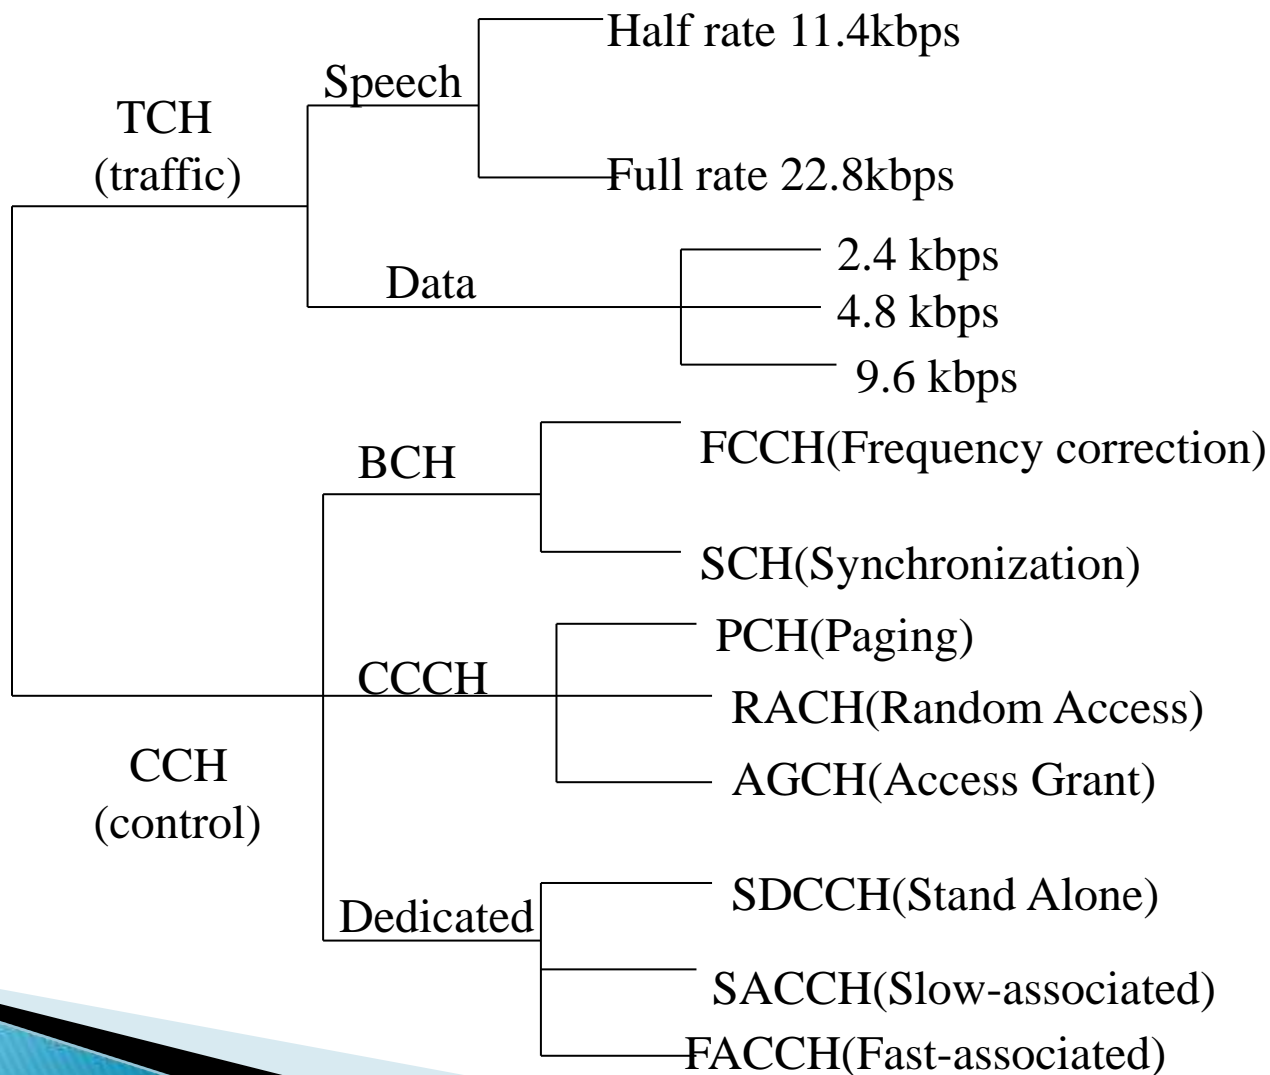 Half rate 11.4kbps
Speech
TCH
(traffic)
Full rate 22.8kbps
2.4 kbps
Data
4.8 kbps
9.6 kbps
FCCH(Frequency correction)
BCH
SCH(Synchronization)
PCH(Paging)
CCCH
RACH(Random Access)
CCH
(control)
AGCH(Access Grant)
SDCCH(Stand Alone)
Dedicated
SACCH(Slow-associated)
FACCH(Fast-associated)